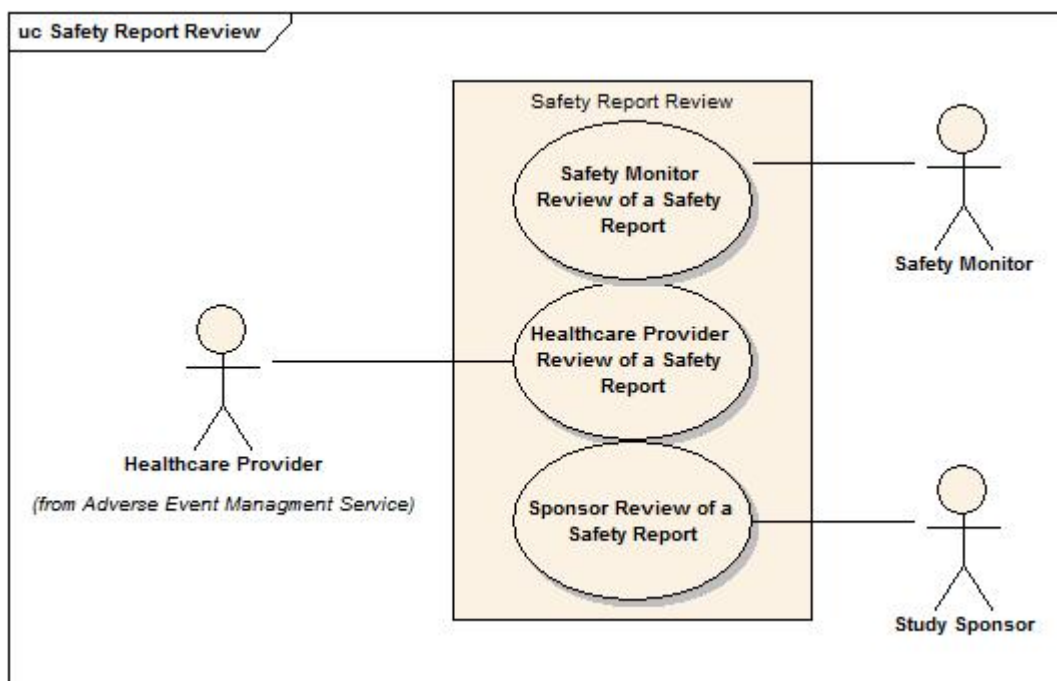 uc Safety Report Review
Safety Report Review
Safety Monitor
Review of a Safety
Report
Safety Monitor
Healthcare Provider
Review of a Safety
Report
Healthcare Provider
(from Adverse Event Managment Service)
Sponsor Review of a
Safety Report
Study Sponsor